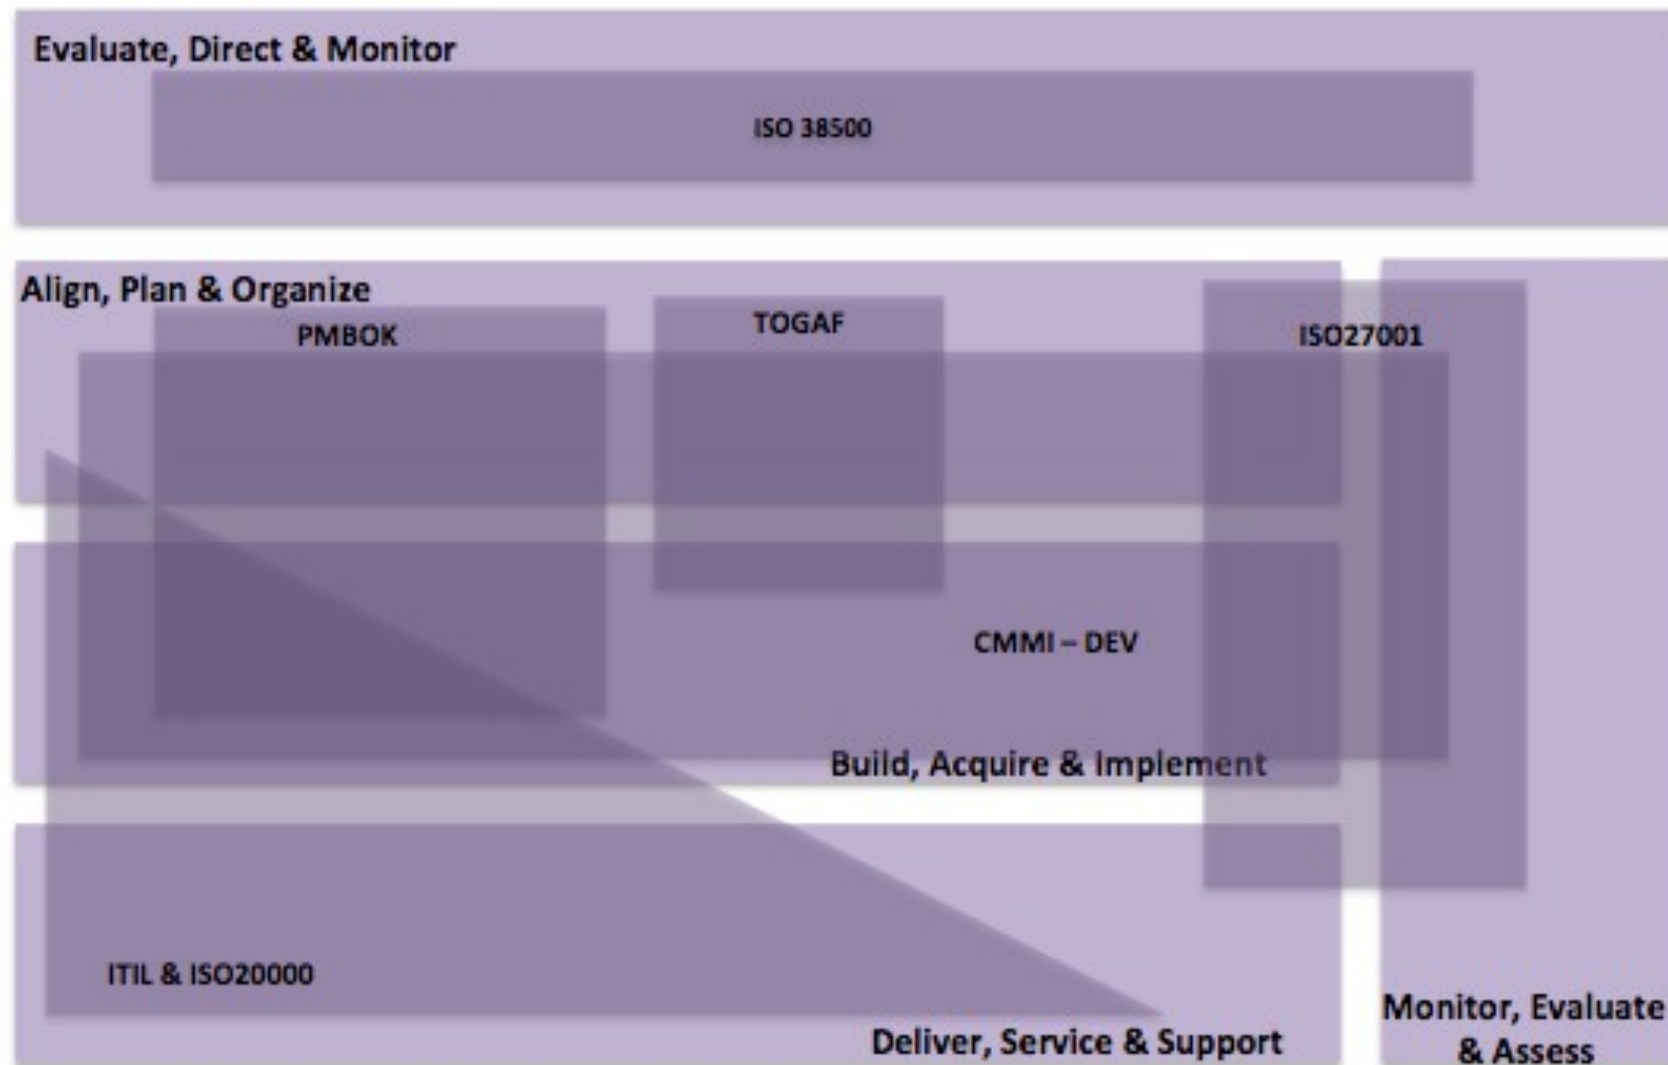 Evaluate, Direct & Monitor
ISO 38500
Align, Plan & Organize
PMBOK
TOGAF
ISO27001
CMMI – DEV
Build, Acquire & Implement
ITIL & ISO20000
Deliver, Service & Support
Monitor, Evaluate
& Assess